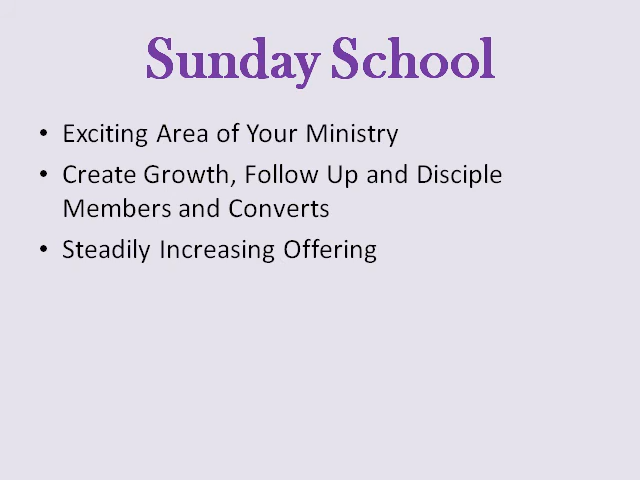 Sunday School
• Exciting Area of Your Ministry
• Create Growth, Follow Up and Disciple
Members and Converts
• Steadily Increasing Offering